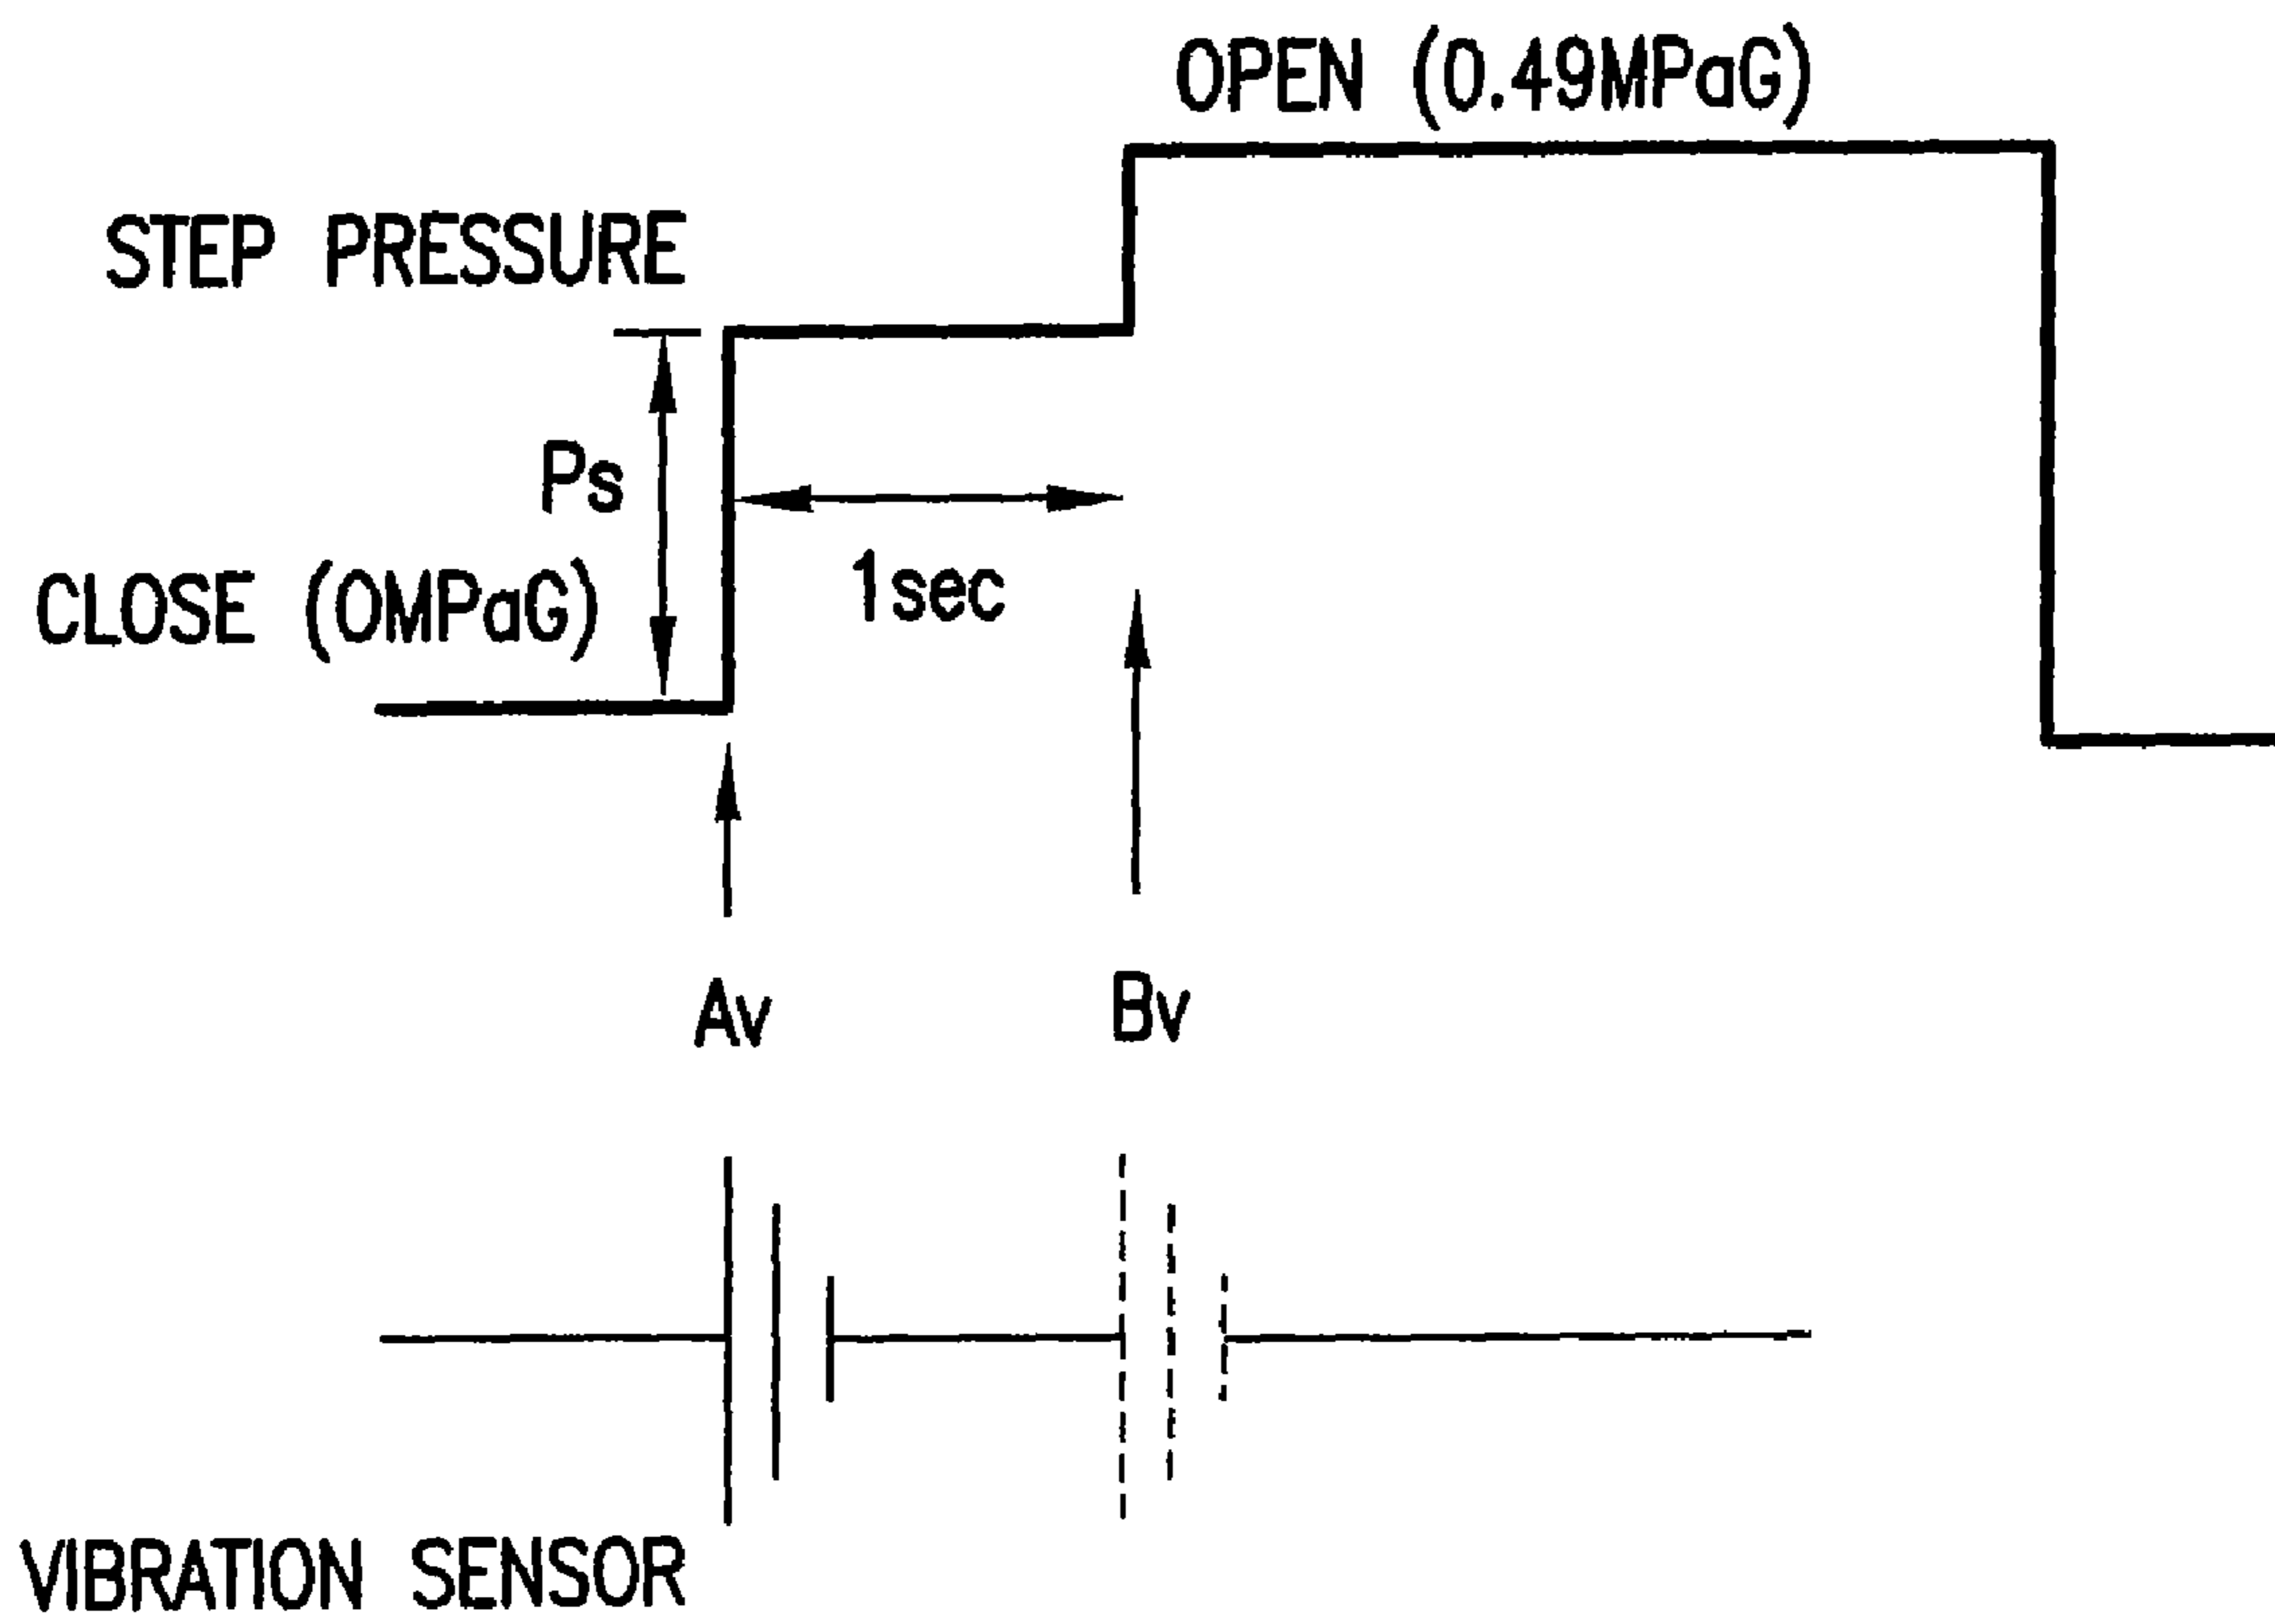 OPEN (0.49MPaG)
STEP PRESSURE
Ps
CLOSE (0MPaG)
1sec
Av
Bv
VIBRATION SENSOR